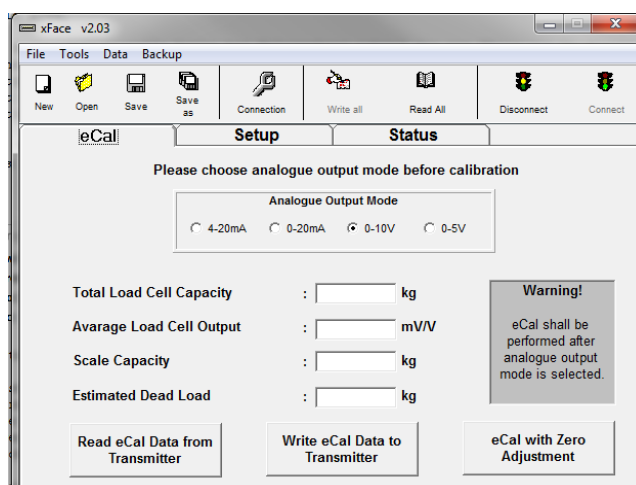 xFace v2.03
File Tools Data Backup
New Open Save Save as Connection Write all Read All Disconnect Connect
eCal Setup Status
Please choose analogue output mode before calibration
Analogue Output Mode
4-20mA 0-20mA 0-10V 0-5V
Total Load Cell Capacity : kg
Avarage Load Cell Output : mV/V
Scale Capacity : kg
Estimated Dead Load : kg
Warning!
eCal shall be
performed after
analogue output
mode is selected.
Read eCal Data from
Transmitter
Write eCal Data to
Transmitter
eCal with Zero
Adjustment